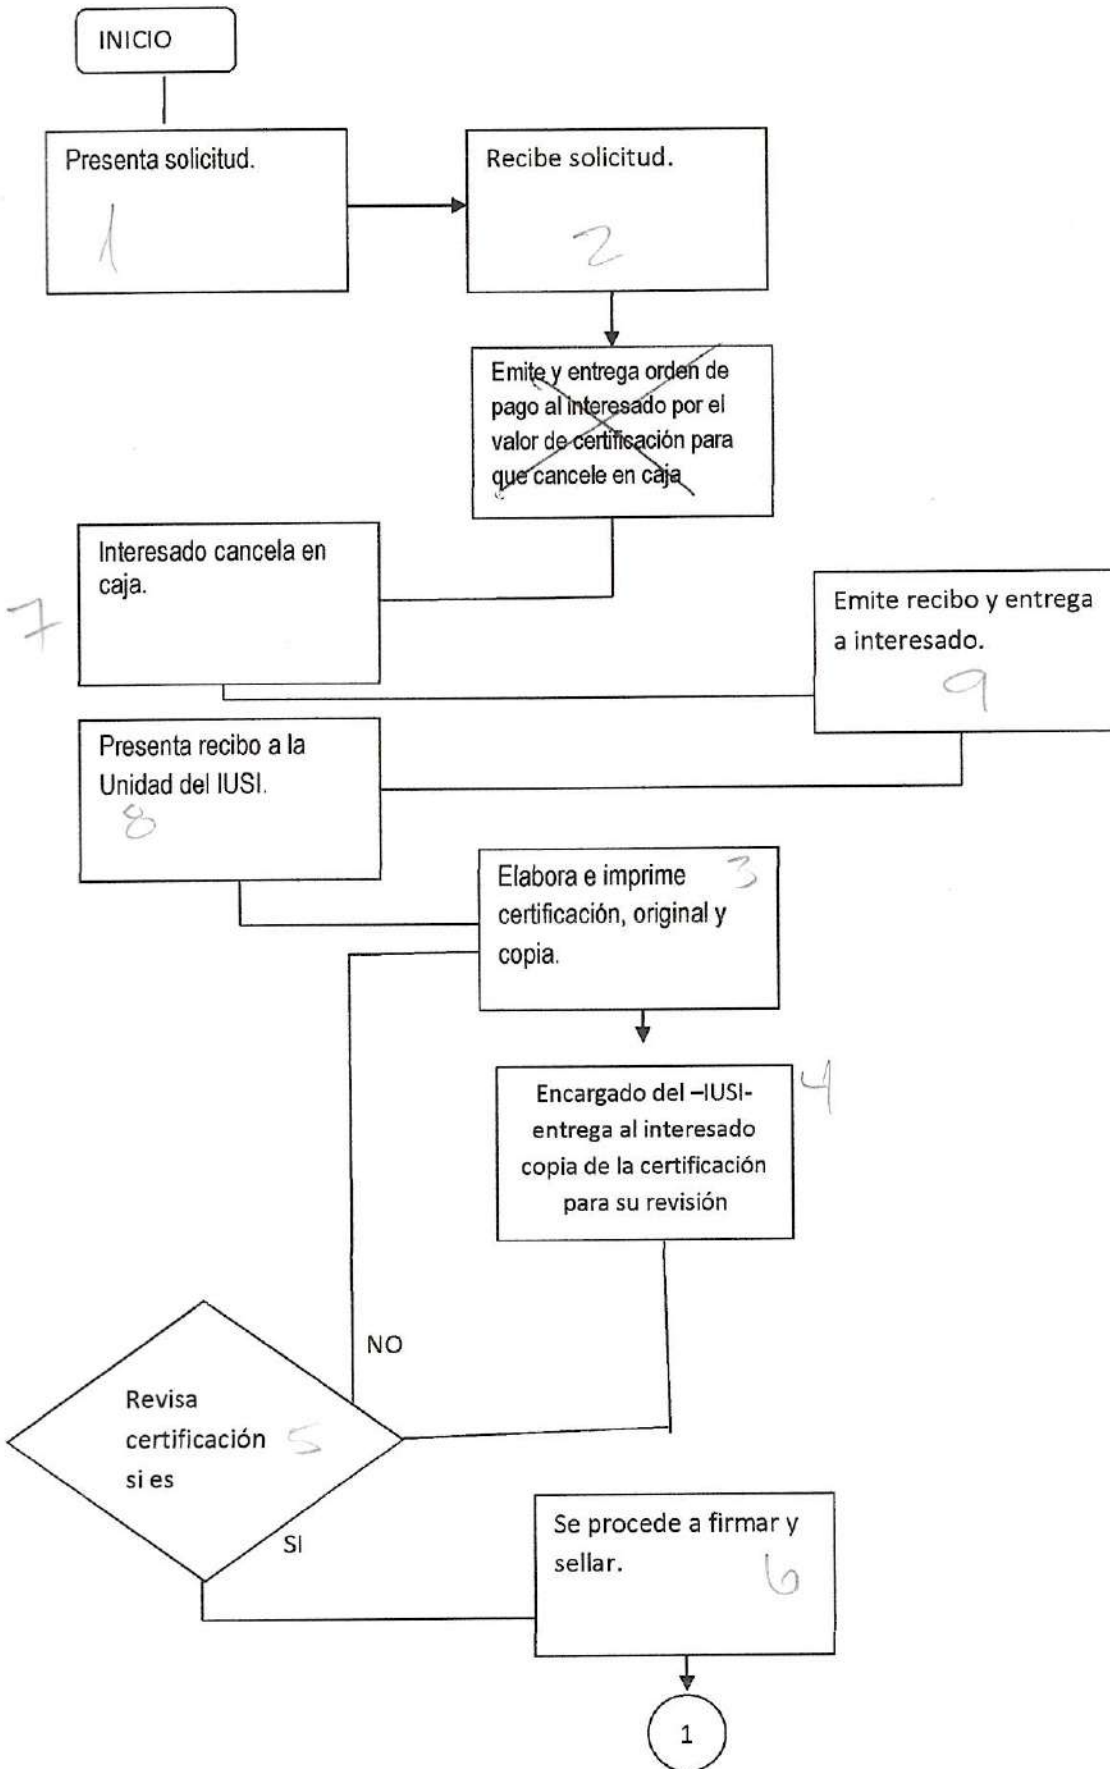 INICIO
Presenta solicitud.
1
Recibe solicitud.
2
Emite y entrega orden de
pago al interesado por el
valor de certificación para
que cancele en caja
Interesado cancela en
caja.
7
Emite recibo y entrega
a interesado.
9
Presenta recibo a la
Unidad del IUSI.
8
Elabora e imprime 3
certificación, original y
copia.
Encargado del –IUSI-
entrega al interesado
copia de la certificación
para su revisión
4
NO
Revisa
certificación 5
si es
SI
Se procede a firmar y
sellar.
6
1